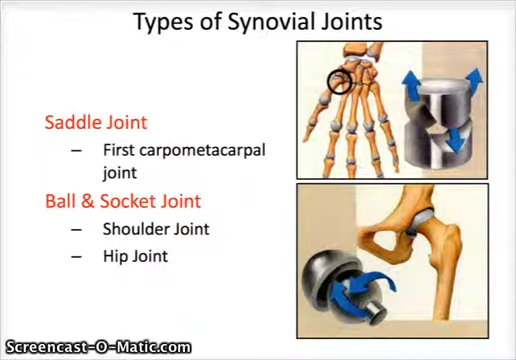 Types of Synovial Joints
Saddle Joint
– First carpometacarpal
joint
Ball & Socket Joint
– Shoulder Joint
– Hip Joint
Screencast-O-Matic.com